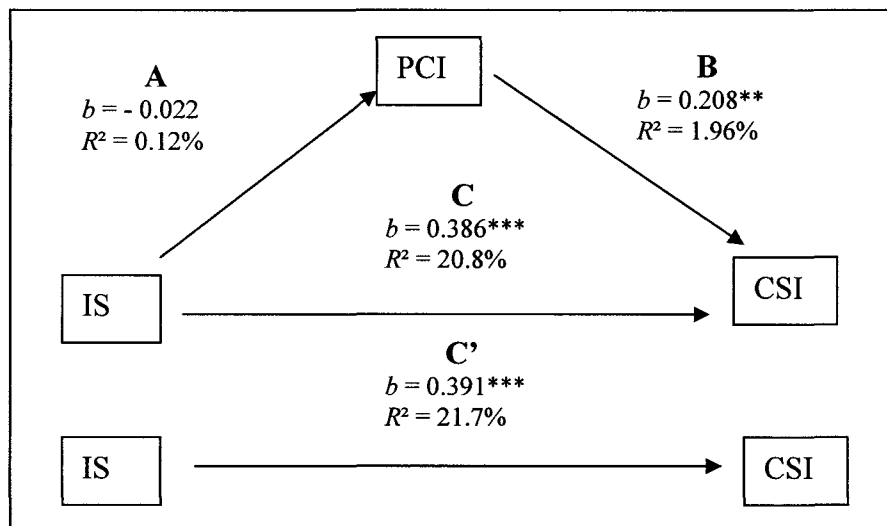 PCI
A
b = - 0.022
R² = 0.12%
B
b = 0.208**
R² = 1.96%
C
b = 0.386***
R² = 20.8%
IS
CSI
C’
b = 0.391***
R² = 21.7%
IS
CSI